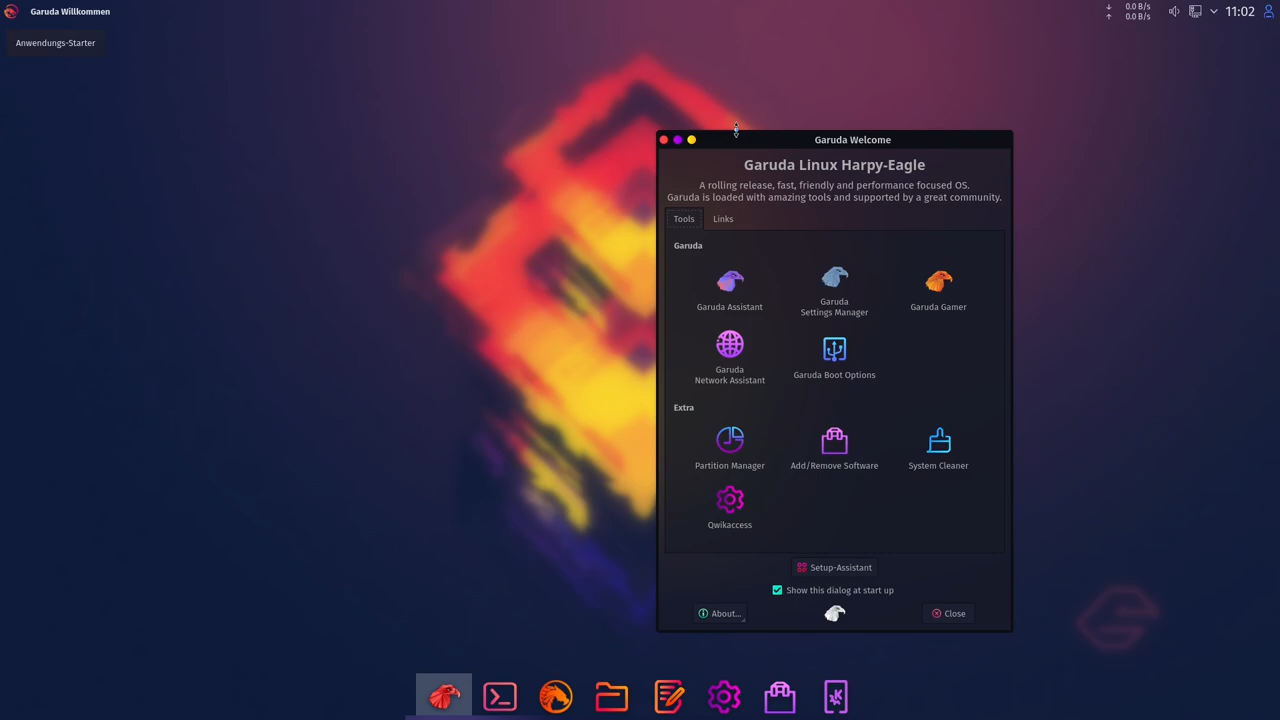 Garuda Willkommen
0.0 B/s
0.0 B/s
11:02
Anwendungs-Starter
Garuda Welcome
Garuda Linux Harpy-Eagle
A rolling release, fast, friendly and performance focused OS.
Garuda is loaded with amazing tools and supported by a great community.
Tools
Links
Garuda
Garuda Assistant
Garuda
Settings Manager
Garuda Gamer
Garuda
Network Assistant
Garuda Boot Options
Extra
Partition Manager
Add/Remove Software
System Cleaner
Qwikaccess
Setup-Assistant
Show this dialog at start up
About...
Close